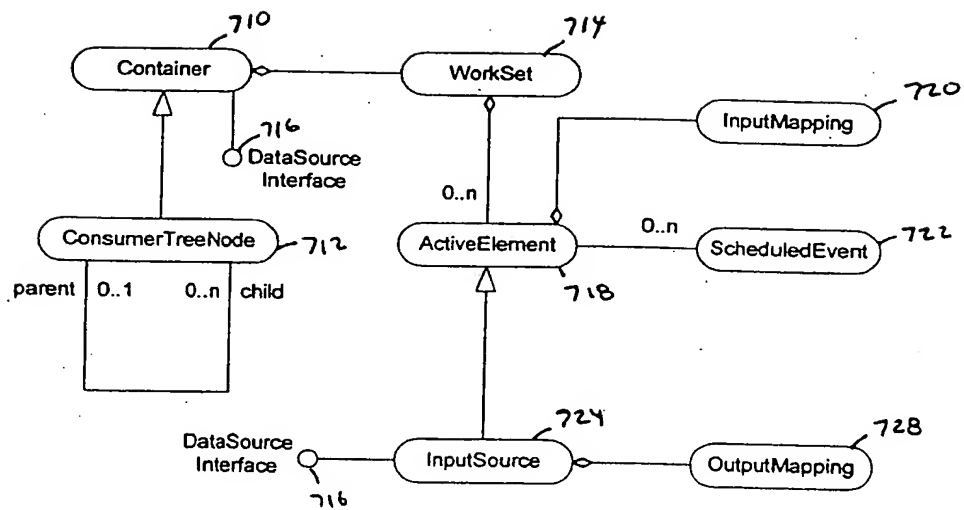 710
Container
714
WorkSet
720
InputMapping
716
DataSource
Interface
0..n
ConsumerTreeNode
712
parent 0..1 0..n child
ActiveElement
718
0..n
ScheduledEvent
722
724
InputSource
DataSource
Interface
716
728
OutputMapping